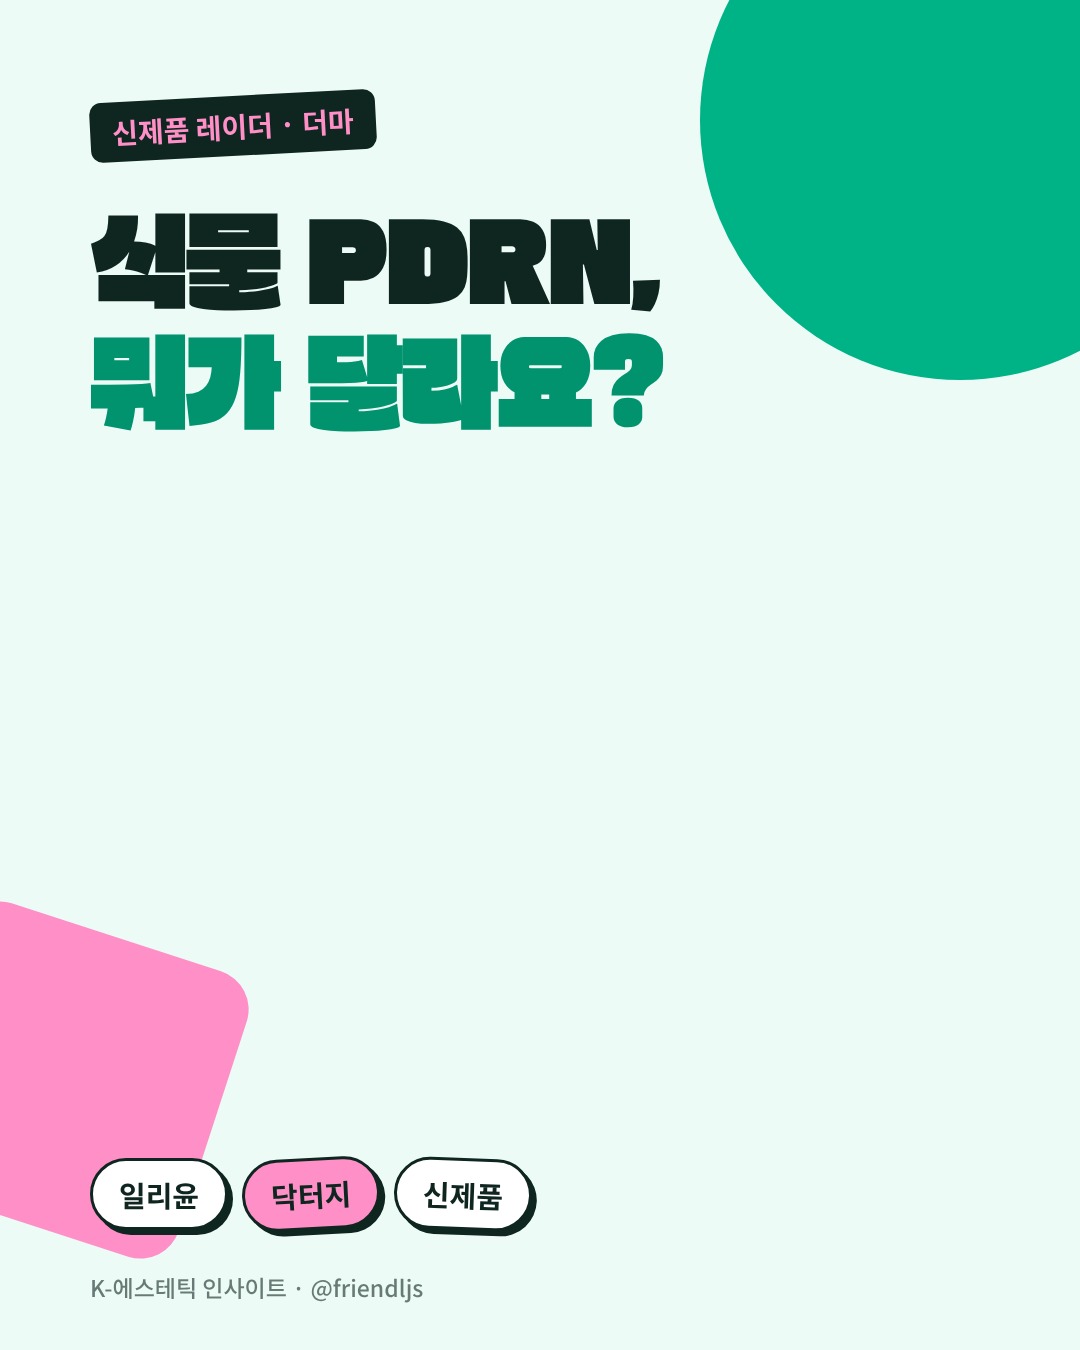 신제품 레이더 · 더마
식물 PDRN,
뭐가 달라요?
일리윤
닥터지
신제품
K-에스테틱 인사이트 · @friendljs